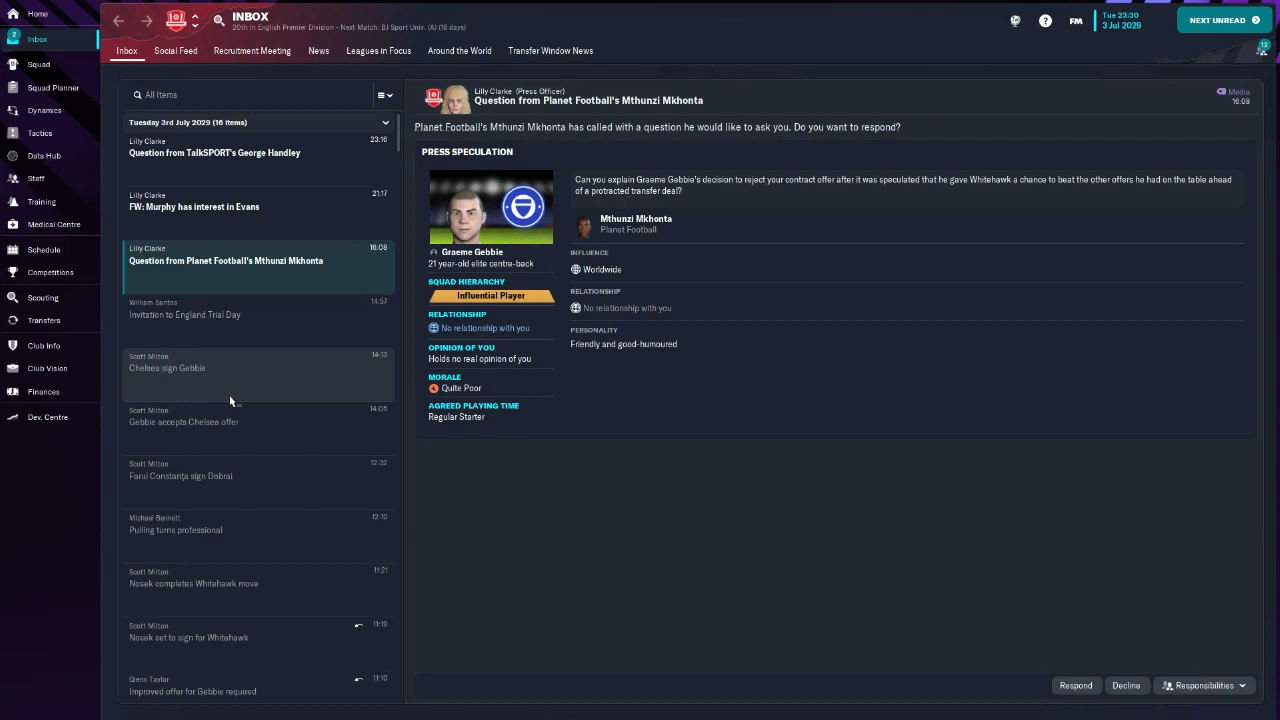 Home
2
Inbox
Squad
Squad Planner
Dynamics
Tactics
Data Hub
Staff
Training
Medical Centre
Schedule
Competitions
Scouting
Transfers
Club Info
Club Vision
Finances
Dev. Centre
INBOX
20th in English Premier Division - Next Match: BJ Sport Univ. (A) (18 days)
FM
Tue 23:30
3 Jul 2029
NEXT UNREAD
12
Inbox
Social Feed
Recruitment Meeting
News
Leagues in Focus
Around the World
Transfer Window News
All Items
Tuesday 3rd July 2029 (16 items)
Lilly Clarke 23:16
Question from TalkSPORT's George Handley
Lilly Clarke 21:17
FW: Murphy has interest in Evans
Lilly Clarke 16:08
Question from Planet Football's Mthunzi Mkhonta
William Santos 14:57
Invitation to England Trial Day
Scott Milton 14:13
Chelsea sign Gebbie
Scott Milton 14:05
Gebbie accepts Chelsea offer
Scott Milton 12:32
Farul Constanța sign Dobrai
Michael Bennett 12:10
Pulling turns professional
Scott Milton 11:21
Nosek completes Whitehawk move
Scott Milton 11:19
Nosek set to sign for Whitehawk
Glenn Taylor 11:10
Improved offer for Gebbie required
Lilly Clarke (Press Officer)
Question from Planet Football's Mthunzi Mkhonta
Media
16:08
Planet Football's Mthunzi Mkhonta has called with a question he would like to ask you. Do you want to respond?
PRESS SPECULATION
Graeme Gebbie
21 year-old elite centre-back
SQUAD HIERARCHY
Influential Player
RELATIONSHIP
No relationship with you
OPINION OF YOU
Holds no real opinion of you
MORALE
Quite Poor
AGREED PLAYING TIME
Regular Starter
Can you explain Graeme Gebbie's decision to reject your contract offer after it was speculated that he gave Whitehawk a chance to beat the other offers he had on the table ahead
of a protracted transfer deal?
Mthunzi Mkhonta
Planet Football
INFLUENCE
Worldwide
RELATIONSHIP
No relationship with you
PERSONALITY
Friendly and good-humoured
Respond
Decline
Responsibilities